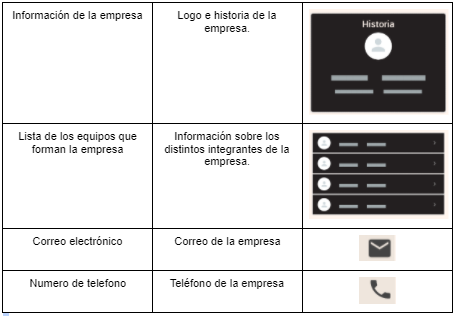 Información de la empresa
Logo e historia de la
empresa.
Historia
Lista de los equipos que
forman la empresa
Información sobre los
distintos integrantes de la
empresa.
Correo electrónico
Correo de la empresa
Numero de telefono
Teléfono de la empresa